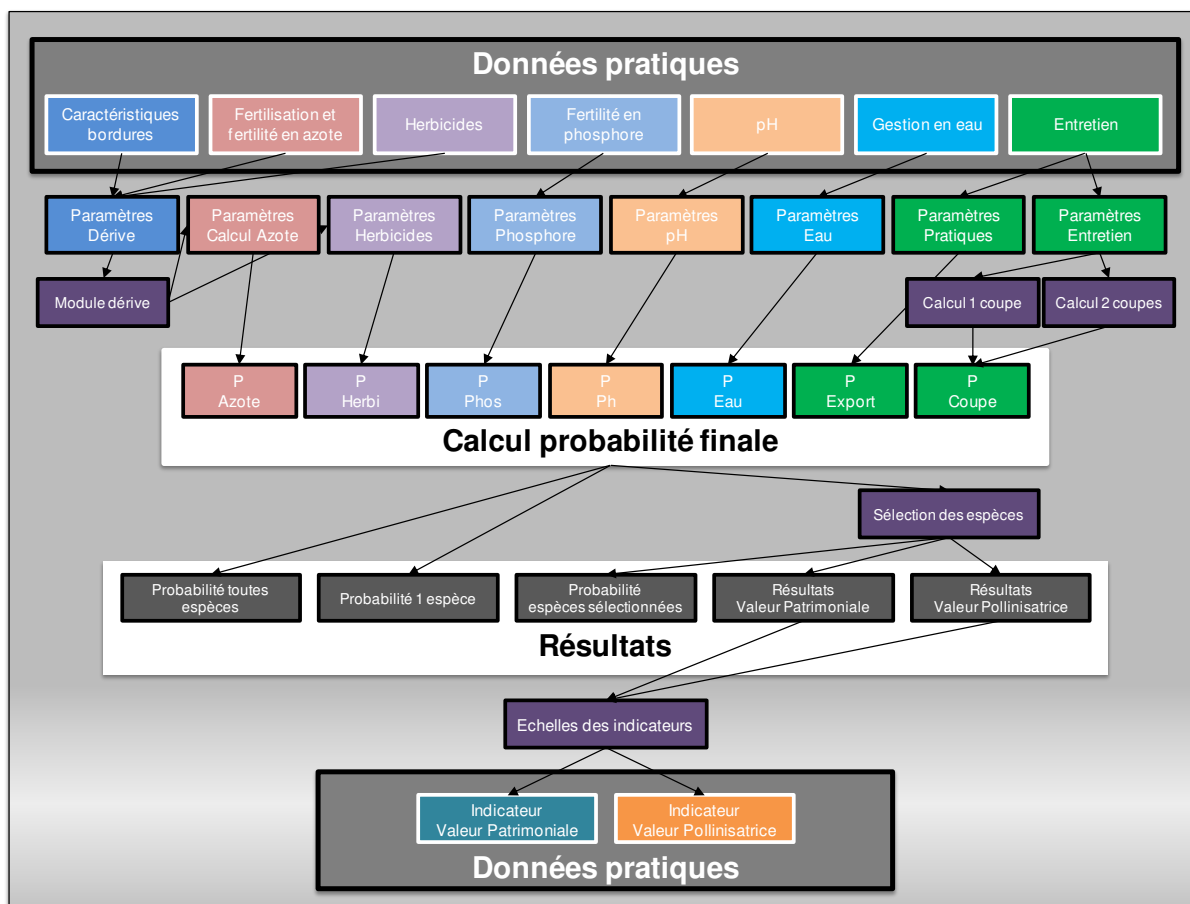 Données pratiques
Caractéristiques
bordures
Fertilisation et
fertilité en azote
Herbicides
Fertilité en
phosphore
pH
Gestion en eau
Entretien
Paramètres
Dérive
Paramètres
Calcul Azote
Paramètres
Herbicides
Paramètres
Phosphore
Paramètres
pH
Paramètres
Eau
Paramètres
Pratiques
Paramètres
Entretien
Module dérive
Calcul 1 coupe
Calcul 2 coupes
P
Azote
P
Herbi
P
Phos
P
Ph
P
Eau
P
Export
P
Coupe
Calcul probabilité finale
Sélection des espèces
Probabilité toutes
espèces
Probabilité 1 espèce
Probabilité
espèces sélectionnées
Résultats
Valeur Patrimoniale
Résultats
Valeur Pollinisatrice
Résultats
Echelles des indicateurs
Indicateur
Valeur Patrimoniale
Indicateur
Valeur Pollinisatrice
Données pratiques